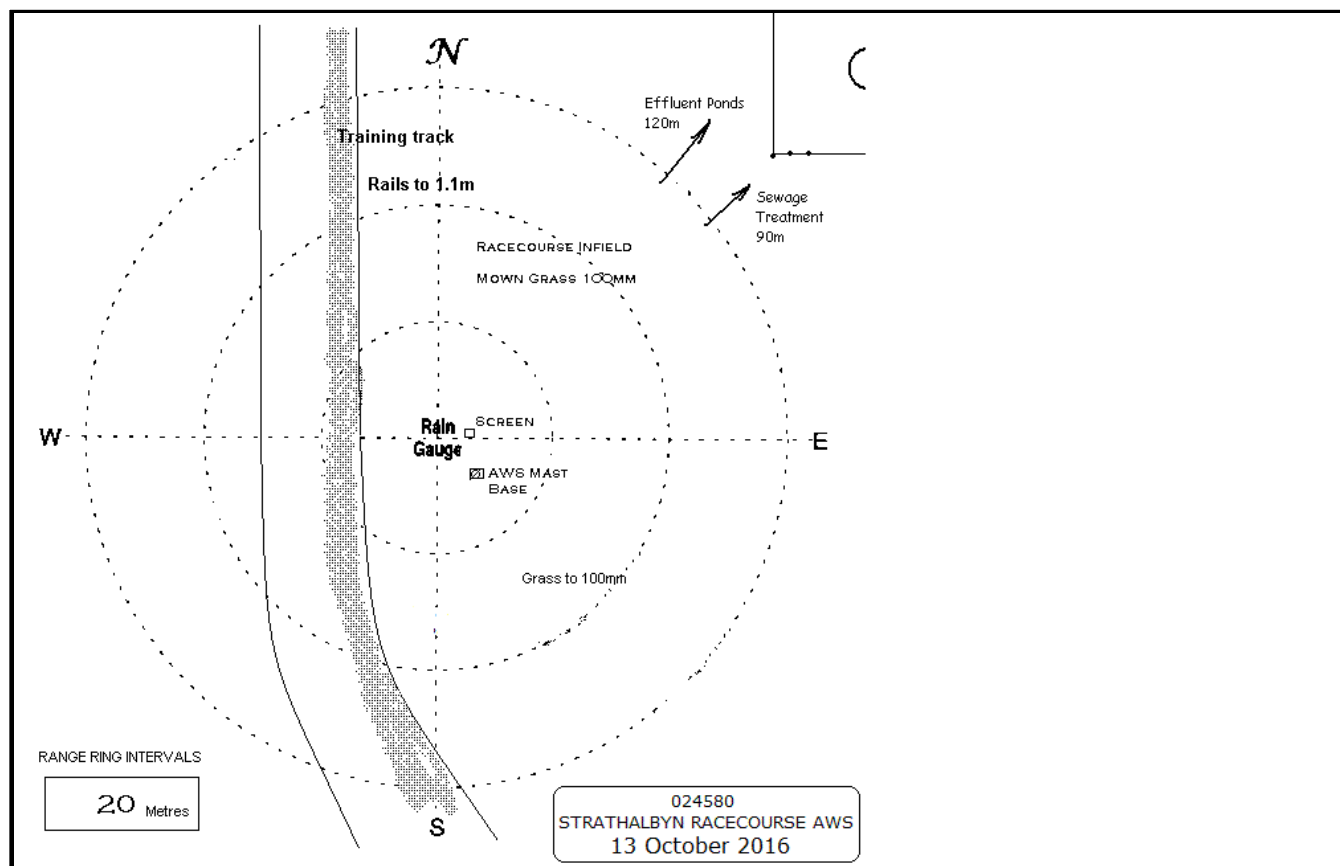 N
Effluent Ponds
120m
Training track
Rails to 1.1m
Sewage
Treatment
90m
RACECOURSE INFIELD
MOWN GRASS 100MM
SCREEN
Rain
Gauge
W
E
AWS MAST
BASE
Grass to 100mm
RANGE RING INTERVALS
20 Metres
S
024580
STRATHALBYN RACECOURSE AWS
13 October 2016